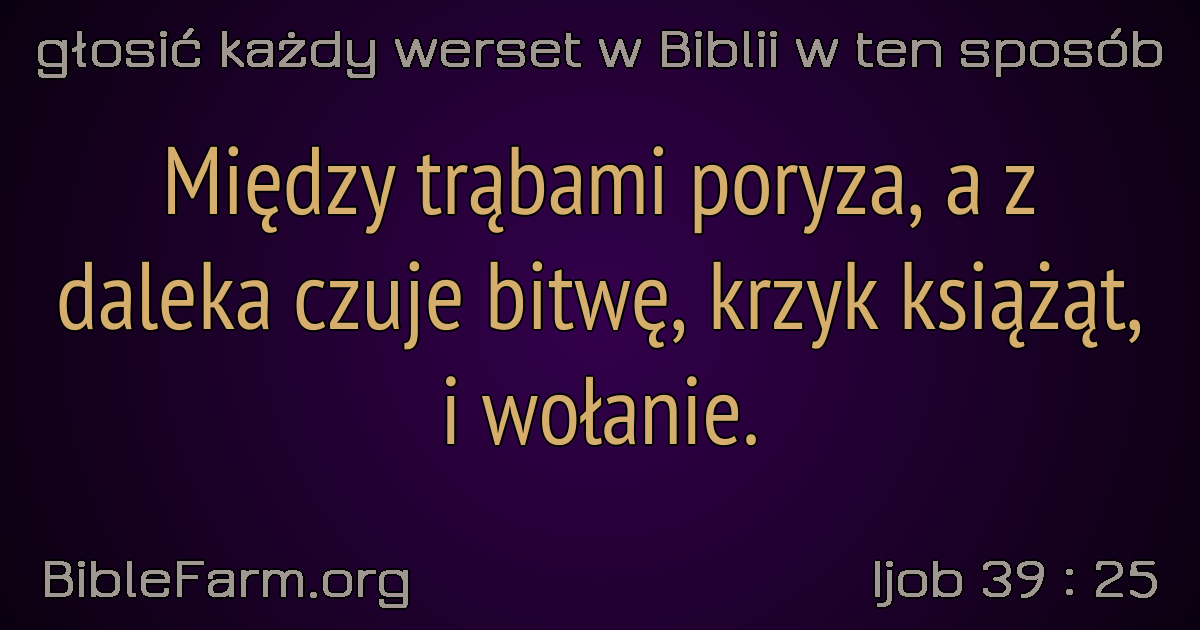 głosić każdy werset w Biblii w ten sposób
Między trąbami poryza, a z
daleka czuje bitwę, krzyk książąt,
i wołanie.
BibleFarm.org
Ijob 39 : 25